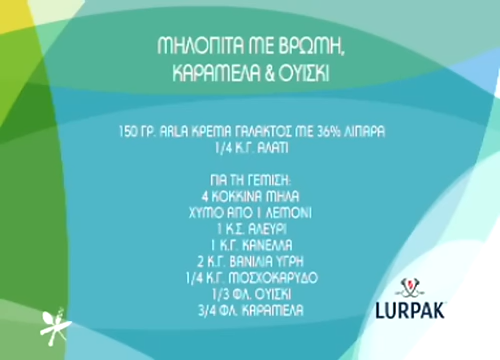 ΜΗΛΟΠΙΤΑ ΜΕ ΒΡΩΜΗ,
ΚΑΡΑΜΕΛΑ & ΟΥΙΣΚΙ
150 ΓΡ. ARLA ΚΡΕΜΑ ΓΑΛΑΚΤΟΣ ΜΕ 36% ΛΙΠΑΡΑ
1/4 Κ.Γ. ΑΛΑΤΙ
ΓΙΑ ΤΗ ΓΕΜΙΣΗ:
4 ΚΟΚΚΙΝΑ ΜΗΛΑ
ΧΥΜΟ ΑΠΟ 1 ΛΕΜΟΝΙ
1 Κ.Σ. ΑΛΕΥΡΙ
1 Κ.Γ. ΚΑΝΕΛΛΑ
2 Κ.Γ. ΒΑΝΙΛΙΑ ΥΓΡΗ
1/4 Κ.Γ. ΜΟΣΧΟΚΑΡΥΔΟ
1/3 ΦΛ. ΟΥΙΣΚΙ
3/4 ΦΛ. ΚΑΡΑΜΕΛΑ
LURPAK